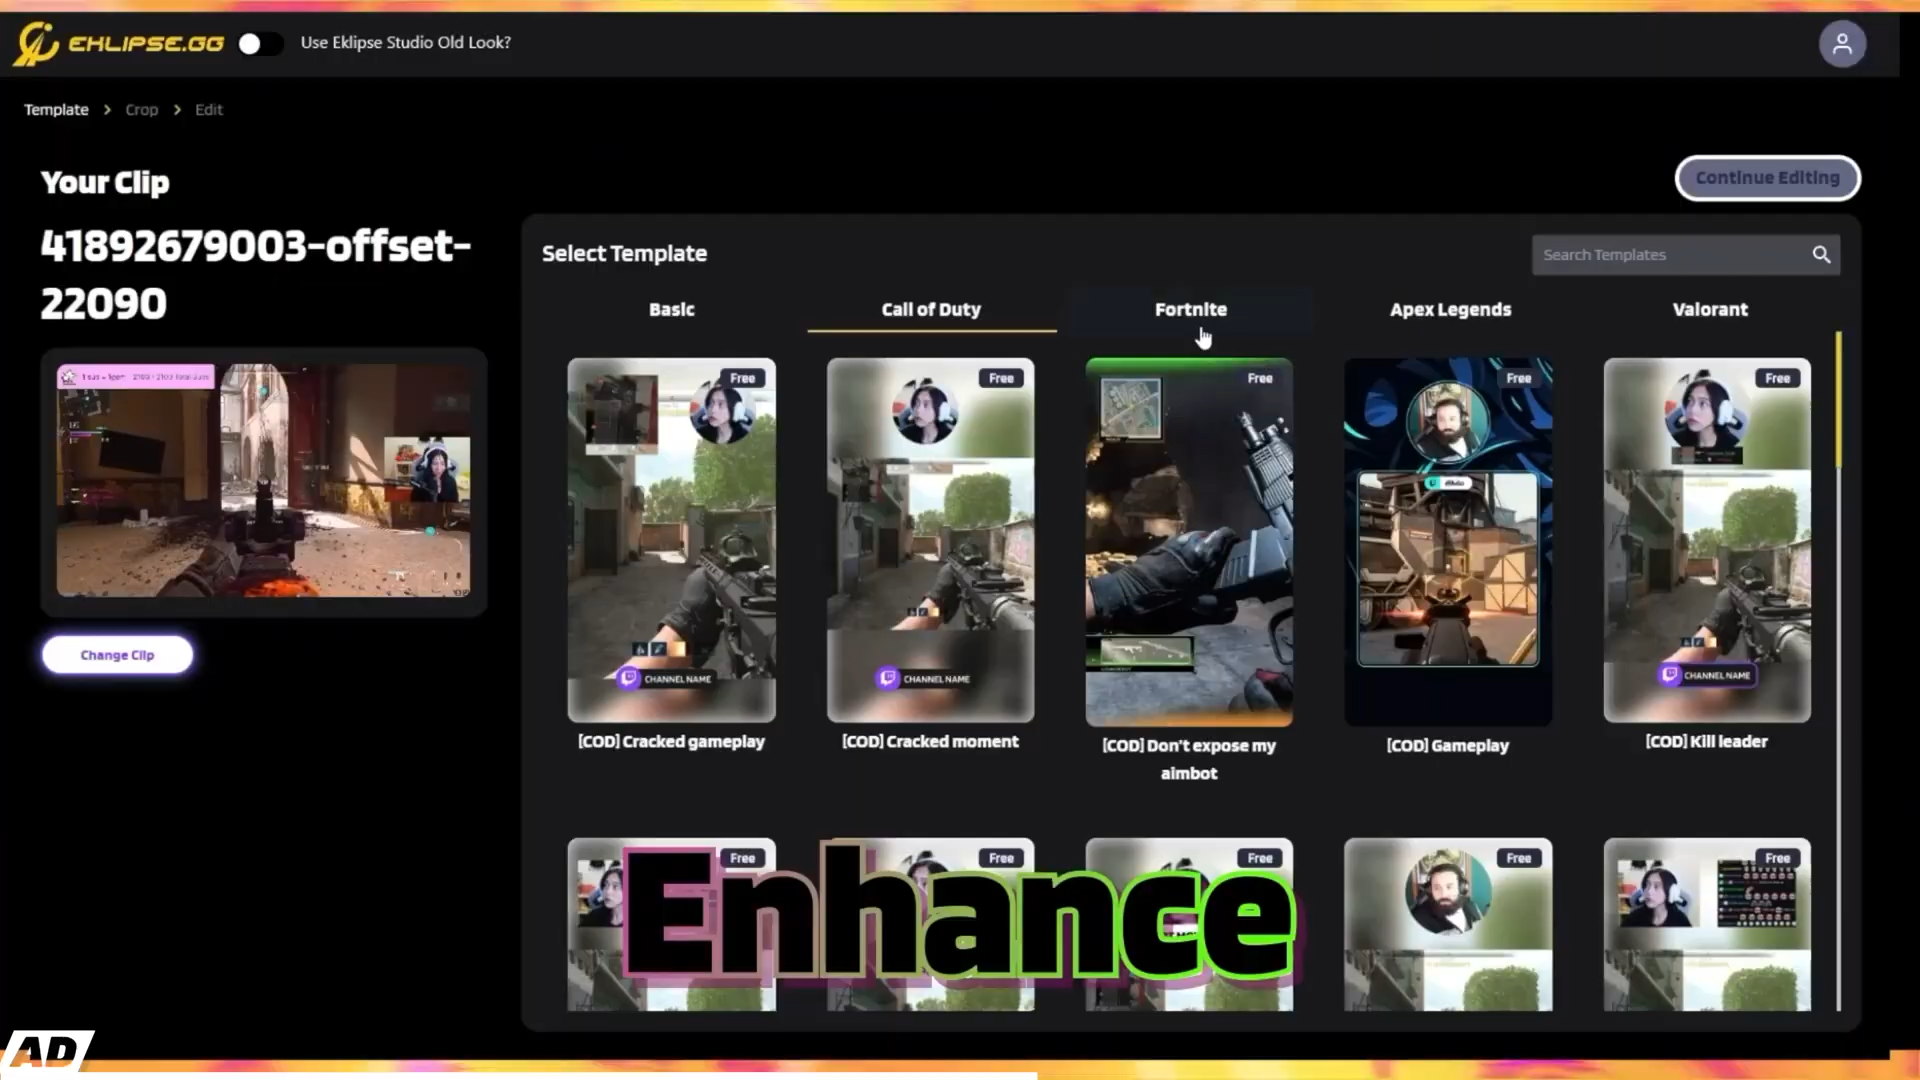 EKLIPSE.GG
Use Eklipse Studio Old Look?
Template > Crop > Edit
Your Clip
Continue Editing
41892679003-offset-
22090
Select Template
Search Templates
Basic
Call of Duty
Fortnite
Apex Legends
Valorant
Free
Free
Free
Free
Free
CHANNEL NAME
CHANNEL NAME
CHANNEL NAME
Change Clip
[COD] Cracked gameplay
[COD] Cracked moment
[COD] Don't expose my
aimbot
[COD] Gameplay
[COD] Kill leader
Free
Free
Free
Free
Free
Enhance
AD